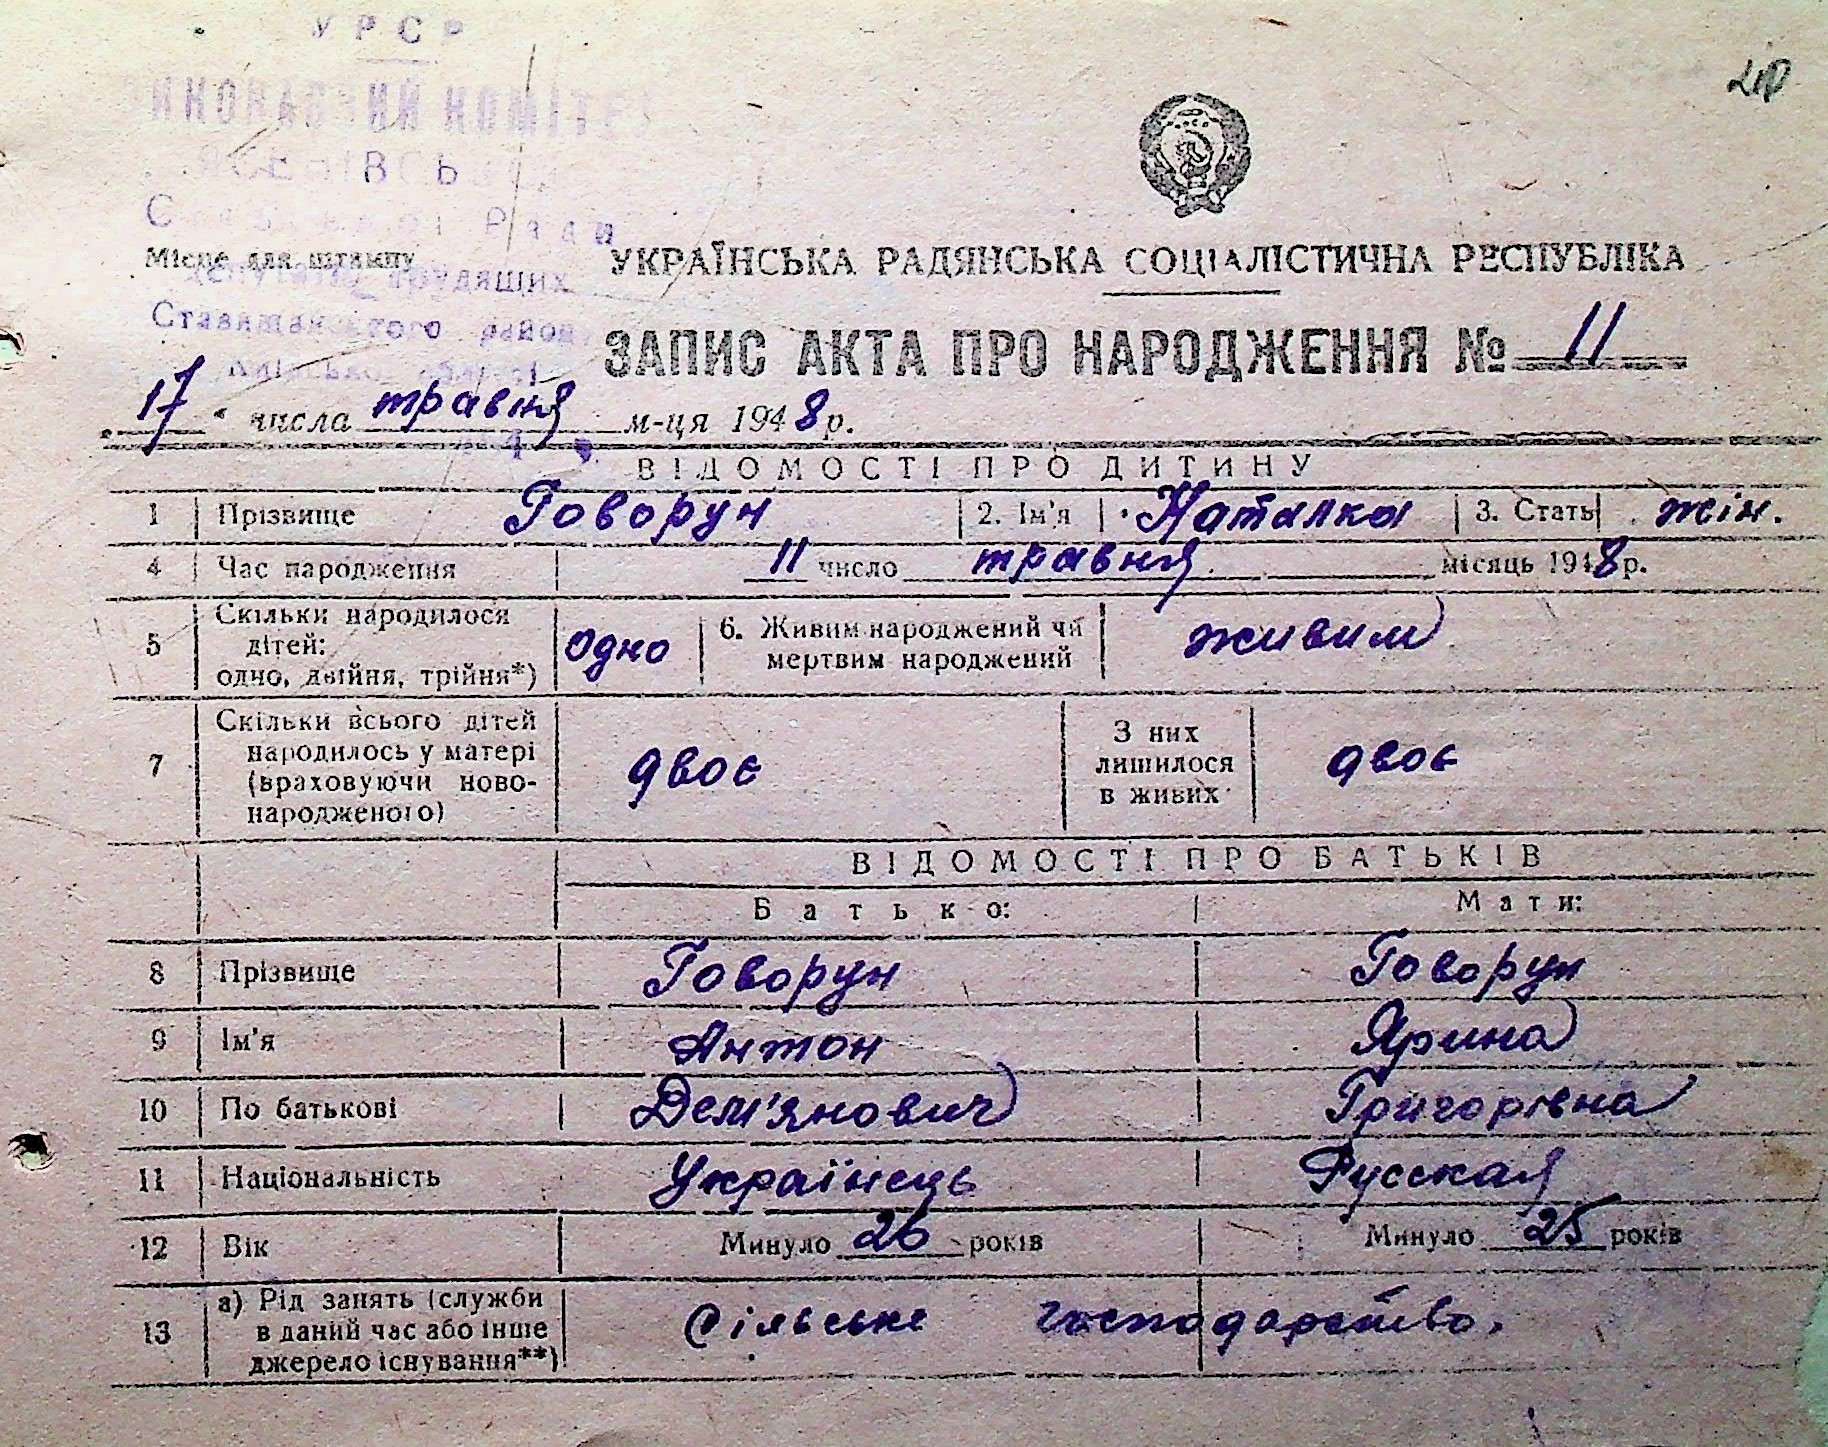 УРСР
Ради
Місце для штампу
трудящих
УКРАЇНСЬКА РАДЯНСЬКА СОЦІАЛІСТИЧНА РЕСПУБЛІКА
ЗАПИС АКТА ПРО НАРОДЖЕННЯ № 11
17 " числа травня м-ця 1948 р.
ВІДОМОСТІ ПРО ДИТИНУ
1 Прізвище Говорун 2. Ім'я Наталка 3. Стать жін.
4 Час народження 11 число травня місяць 1948 р.
5 Скільки народилося дітей: одно, двійня, трійня*) одно 6. Живим народжений чи мертвим народжений живим
7 Скільки всього дітей народилось у матері (враховуючи ново-народженого) двоє З них лишилося в живих двоє
ВІДОМОСТІ ПРО БАТЬКІВ
Батько: Мати:
8 Прізвище Говорун Говорун
9 Ім'я Антон Ярина
10 По батькові Дем'янович Григорівна
11 Національність Українець Русская
12 Вік Минуло 26 років Минуло 25 років
13 а) Рід занять (служби в даний час або інше джерело існування**) Сільське господарство.